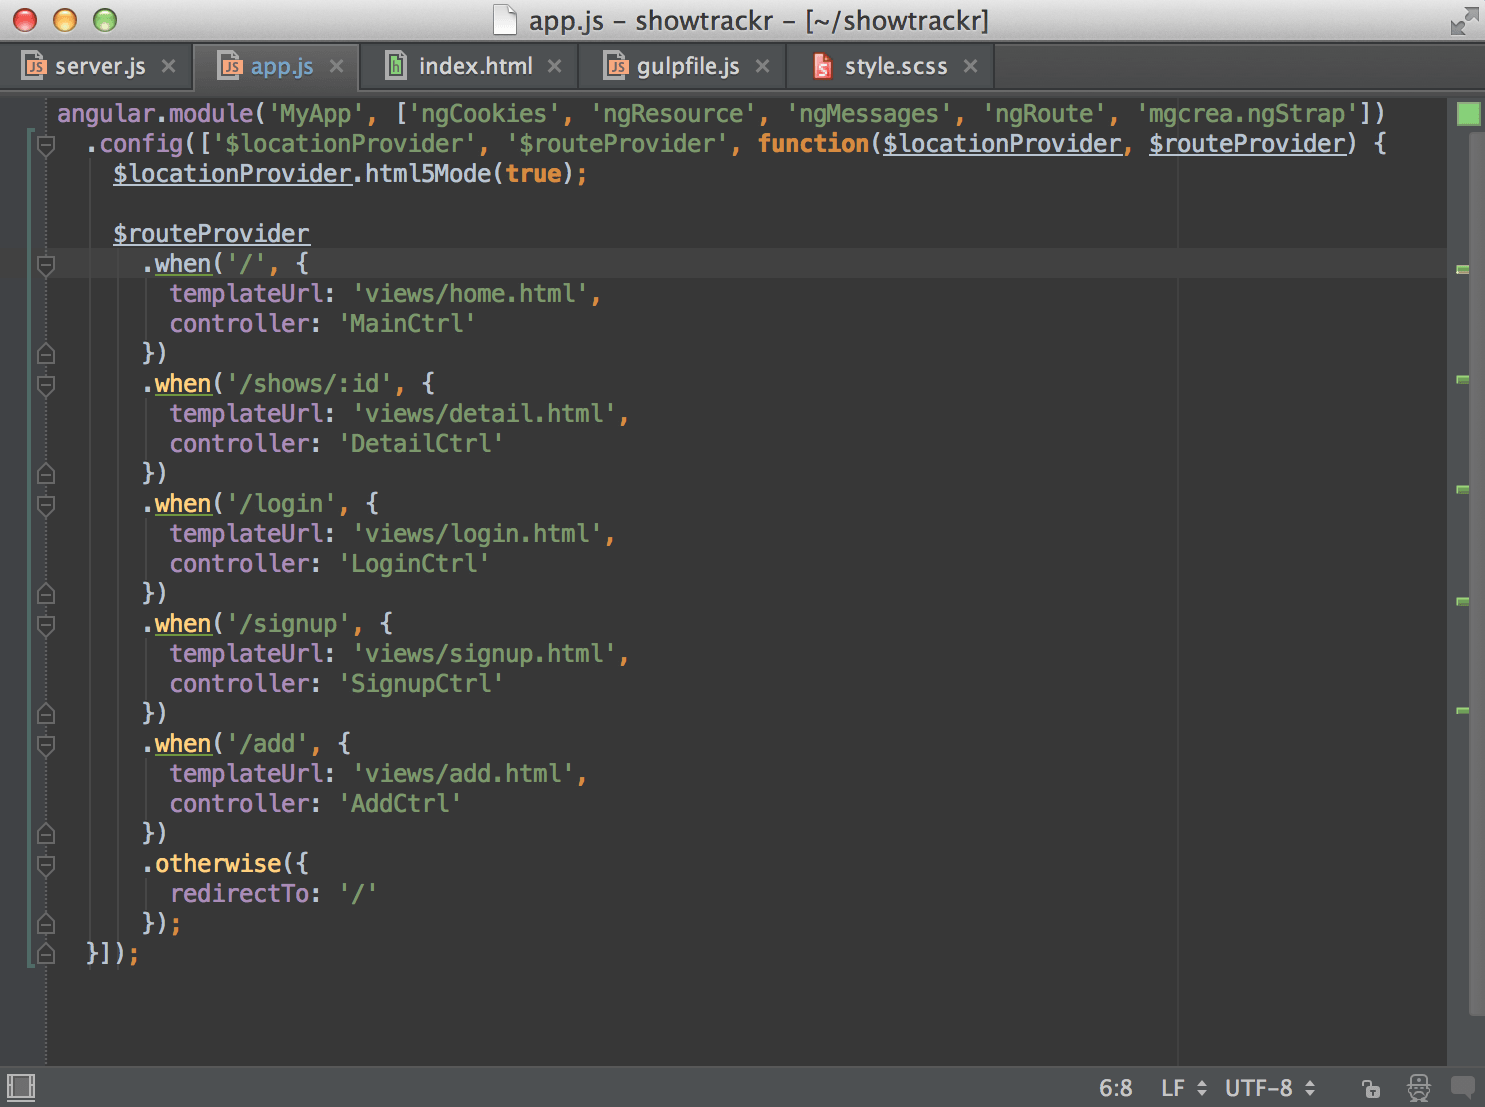 app.js – showtrackr – [~/showtrackr]
server.js app.js index.html gulpfile.js style.scss
angular.module('MyApp', ['ngCookies', 'ngResource', 'ngMessages', 'ngRoute', 'mgcrea.ngStrap'])
  .config(['$locationProvider', '$routeProvider', function($locationProvider, $routeProvider) {
    $locationProvider.html5Mode(true);
    $routeProvider
      .when('/', {
        templateUrl: 'views/home.html',
        controller: 'MainCtrl'
      })
      .when('/shows/:id', {
        templateUrl: 'views/detail.html',
        controller: 'DetailCtrl'
      })
      .when('/login', {
        templateUrl: 'views/login.html',
        controller: 'LoginCtrl'
      })
      .when('/signup', {
        templateUrl: 'views/signup.html',
        controller: 'SignupCtrl'
      })
      .when('/add', {
        templateUrl: 'views/add.html',
        controller: 'AddCtrl'
      })
      .otherwise({
        redirectTo: '/'
      });
  }]);
6:8 LF UTF-8